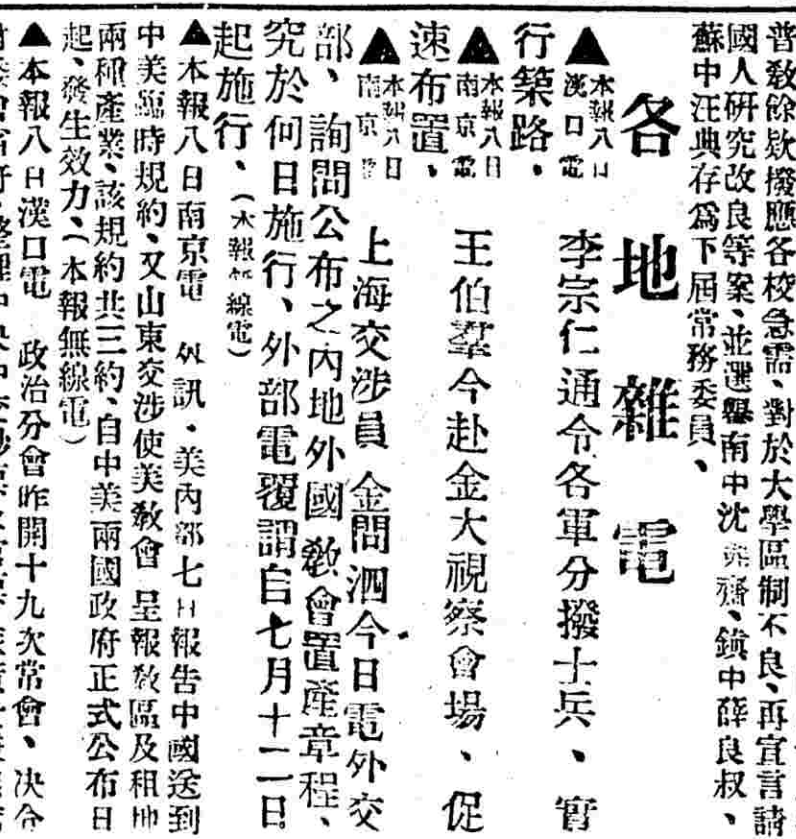 普敎餘欵撥應各校急需、對於大學區制不良、再宣言請
國人硏究改良等案、並選舉南中沈齋、鎮中薛良叔、
蘇中汪典存爲下屆常務委員、
各地雜電
▲本報八日漢口電 李宗仁通令各軍分撥士兵、實
行築路、
▲本報八日南京電 王伯羣今赴金大視察會場、促
速布置、
▲本報八日南京電 上海交涉員金問泗今日電外交
部、詢問公布之內地外國敎會置產章程、
究於何日施行、外部電覆謂自七月十二日
起施行、(本報無線電)
▲本報八日南京電 外訊、美內部七日報告中國送到
中美臨時規約、又山東交涉使美敎會呈報敎區及租地
兩種產業、該規約共三約、自中美兩國政府正式公布日
起、發生效力、(本報無線電)
▲本報八日漢口電 政治分會昨開十九次常會、决令